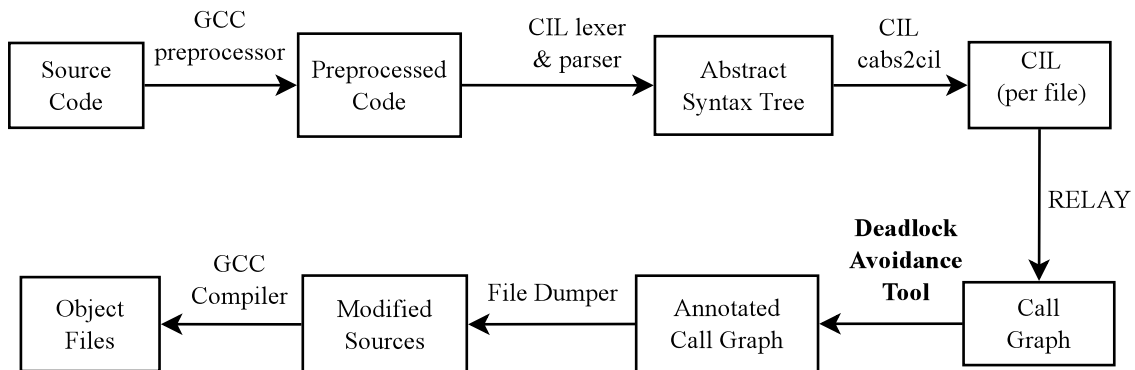 GCC
preprocessor
CIL lexer
& parser
CIL
cabs2cil
Source
Code
Preprocessed
Code
Abstract
Syntax Tree
CIL
(per file)
RELAY
Deadlock
Avoidance
Tool
GCC
Compiler
File Dumper
Object
Files
Modified
Sources
Annotated
Call Graph
Call
Graph